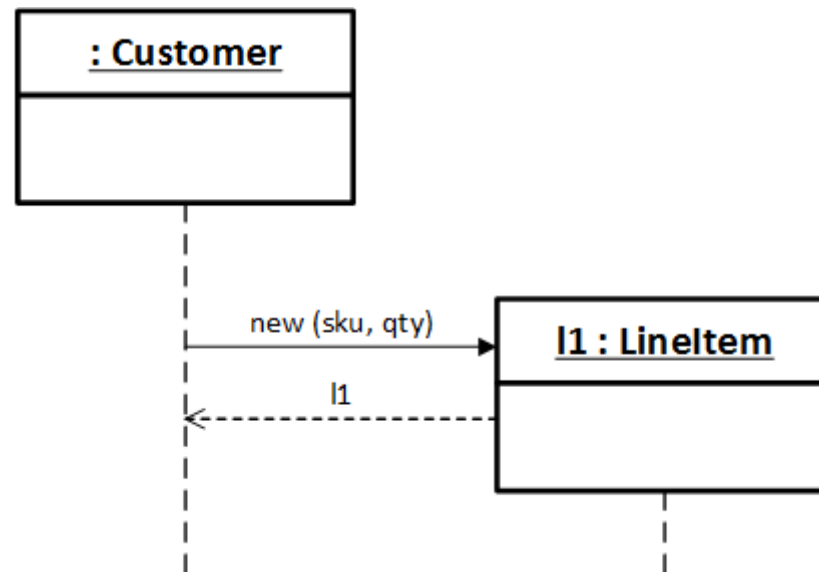 : Customer
new (sku, qty)
l1 : LineItem
l1